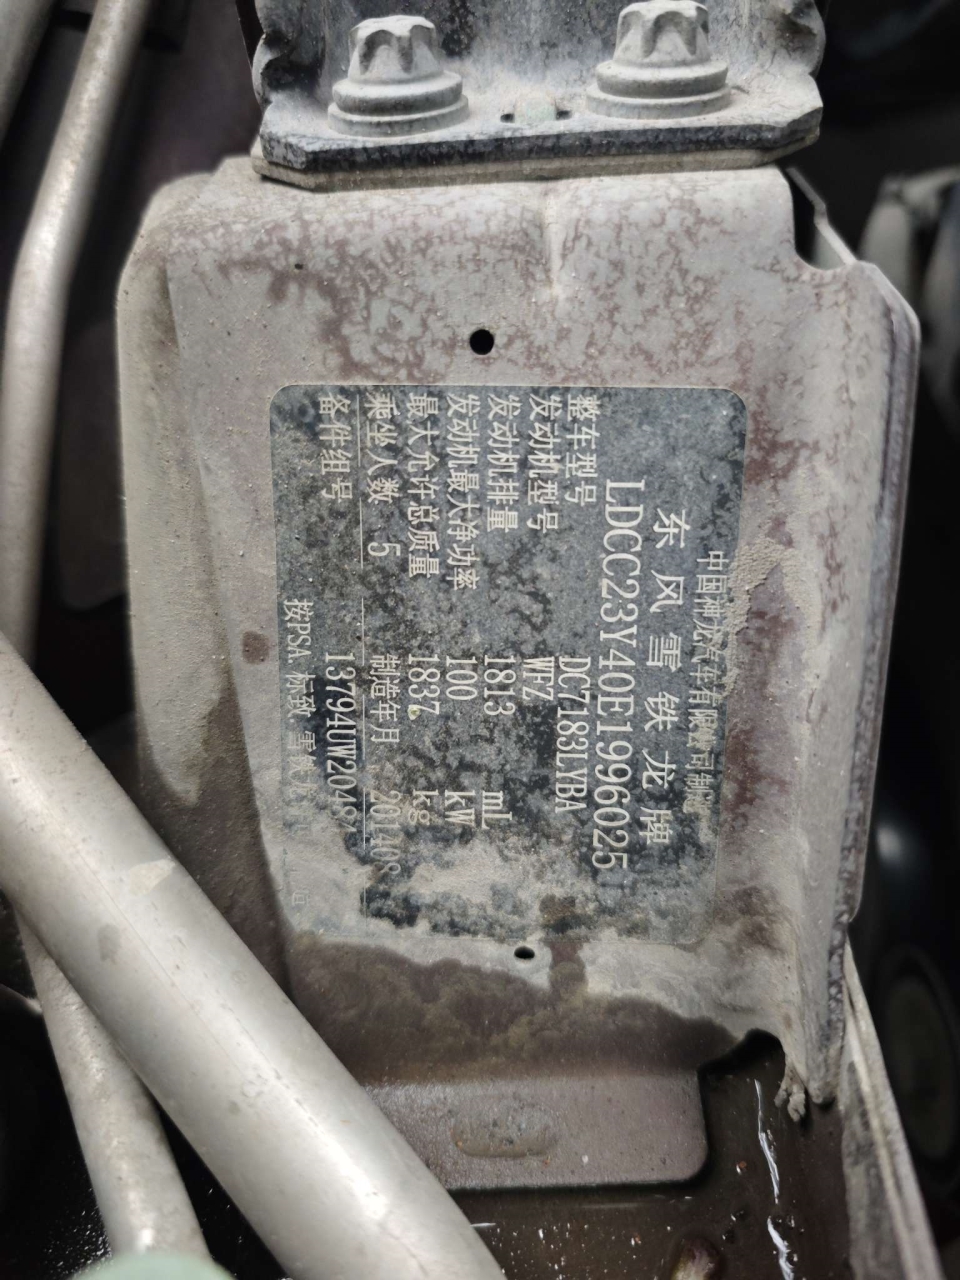 中国神龙汽车有限公司制造
东风雪铁龙牌
LDCC23Y40E1996025
整车型号 DC7183LYBA
发动机型号 WFZ
发动机排量 1813 mL
发动机最大净功率 100 kW
最大允许总质量 1837 kg
乘坐人数 5 制造年月 201408
备件组号 13794UW20487
按PSA 标致 雪